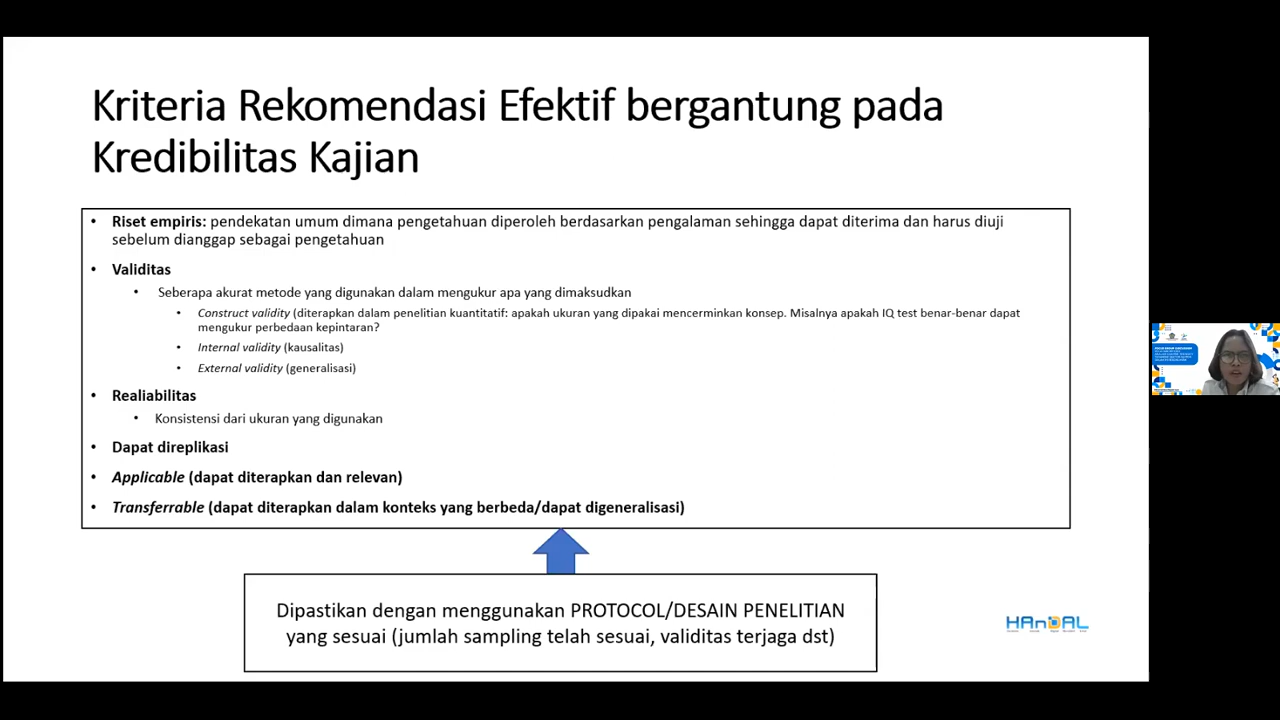 Kriteria Rekomendasi Efektif bergantung pada
Kredibilitas Kajian
• Riset empiris: pendekatan umum dimana pengetahuan diperoleh berdasarkan pengalaman sehingga dapat diterima dan harus diuji
sebelum dianggap sebagai pengetahuan
• Validitas
• Seberapa akurat metode yang digunakan dalam mengukur apa yang dimaksudkan
• Construct validity (diterapkan dalam penelitian kuantitatif: apakah ukuran yang dipakai mencerminkan konsep. Misalnya apakah IQ test benar-benar dapat
mengukur perbedaan kepintaran?
• Internal validity (kausalitas)
• External validity (generalisasi)
• Realiabilitas
• Konsistensi dari ukuran yang digunakan
• Dapat direplikasi
• Applicable (dapat diterapkan dan relevan)
• Transferrable (dapat diterapkan dalam konteks yang berbeda/dapat digeneralisasi)
Dipastikan dengan menggunakan PROTOCOL/DESAIN PENELITIAN
yang sesuai (jumlah sampling telah sesuai, validitas terjaga dst)
HAnDAL